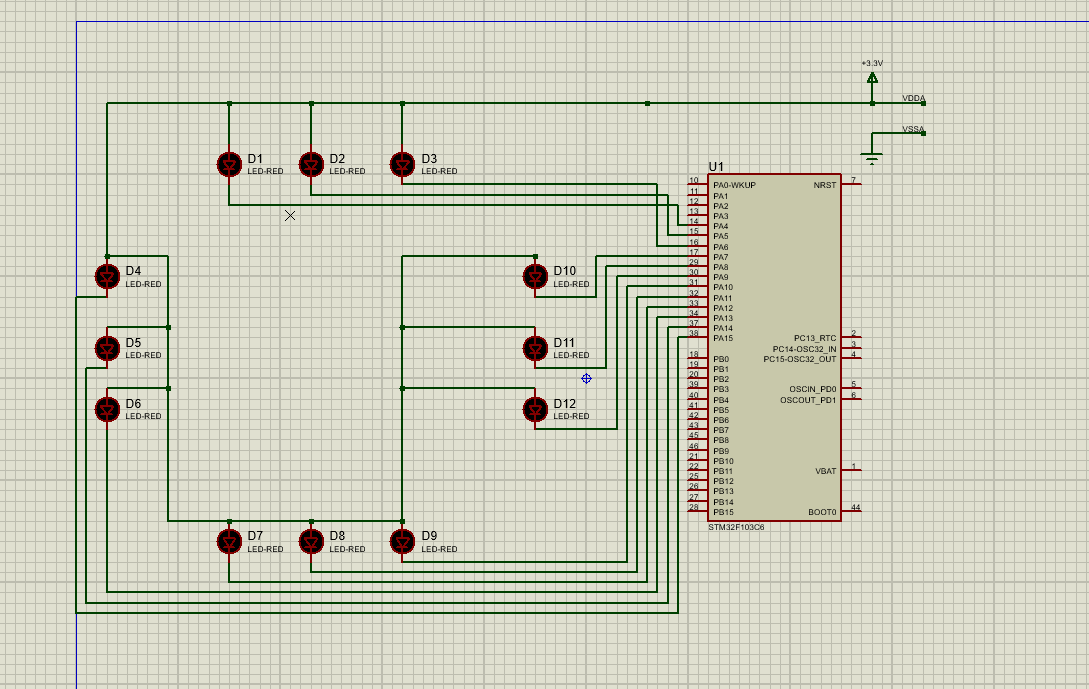 +3.3V
VDDA
VSSA
D1
LED-RED
D2
LED-RED
D3
LED-RED
D4
LED-RED
D5
LED-RED
D6
LED-RED
D10
LED-RED
D11
LED-RED
D12
LED-RED
D7
LED-RED
D8
LED-RED
D9
LED-RED
U1
10 PA0-WKUP NRST 7
11 PA1
12 PA2
13 PA3
14 PA4
15 PA5
16 PA6
17 PA7
29 PA8
30 PA9
31 PA10
32 PA11
33 PA12
34 PA13
37 PA14
38 PA15 PC13_RTC 2
PC14-OSC32_IN 3
18 PB0 PC15-OSC32_OUT 4
19 PB1
20 PB2
39 PB3 OSCIN_PD0 5
40 PB4 OSCOUT_PD1 6
41 PB5
42 PB6
43 PB7
45 PB8
46 PB9
21 PB10
22 PB11 VBAT 1
25 PB12
26 PB13
27 PB14
28 PB15 BOOT0 44
STM32F103C6